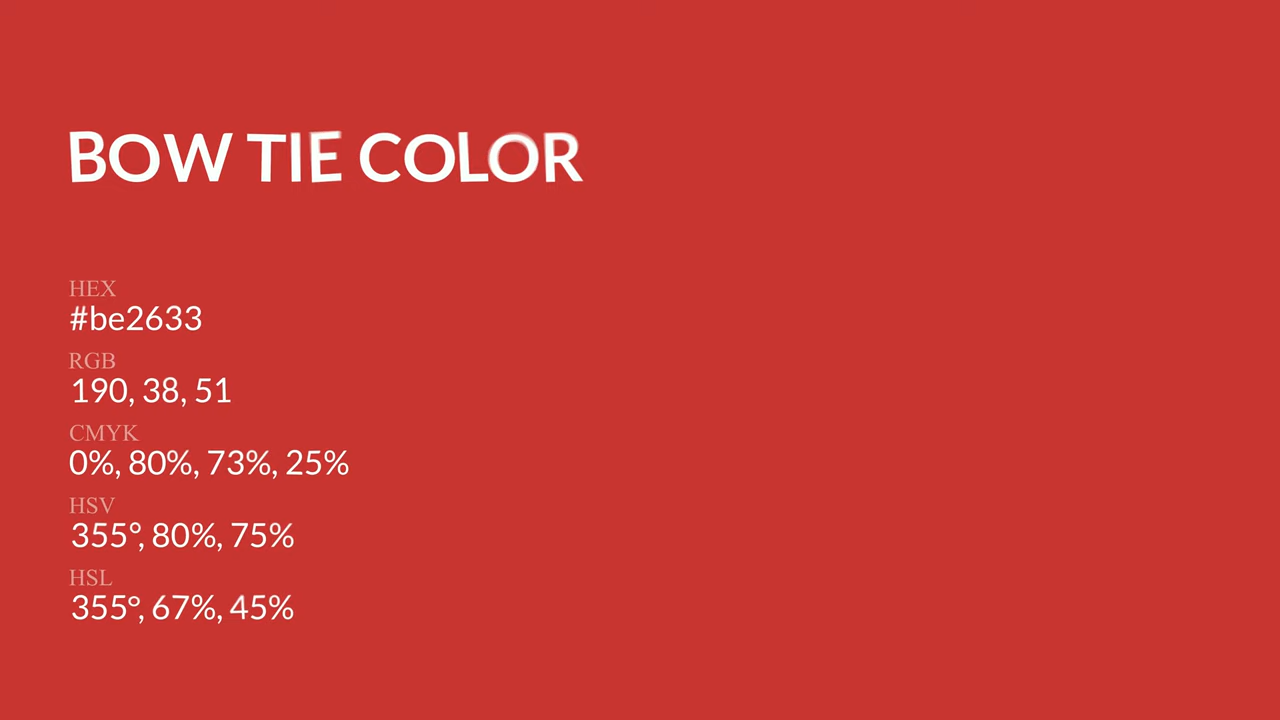 BOW TIE COLOR
HEX
#be2633
RGB
190, 38, 51
CMYK
0%, 80%, 73%, 25%
HSV
355°, 80%, 75%
HSL
355°, 67%, 45%